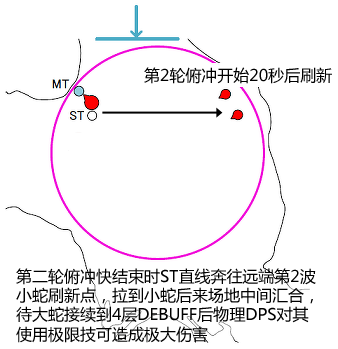 第2轮俯冲开始20秒后刷新
MT
ST
第二轮俯冲快结束时ST直线奔往远端第2波
小蛇刷新点，拉到小蛇后来场地中间汇合，
待大蛇接续到4层DEBUFF后物理DPS对其
使用极限技可造成极大伤害